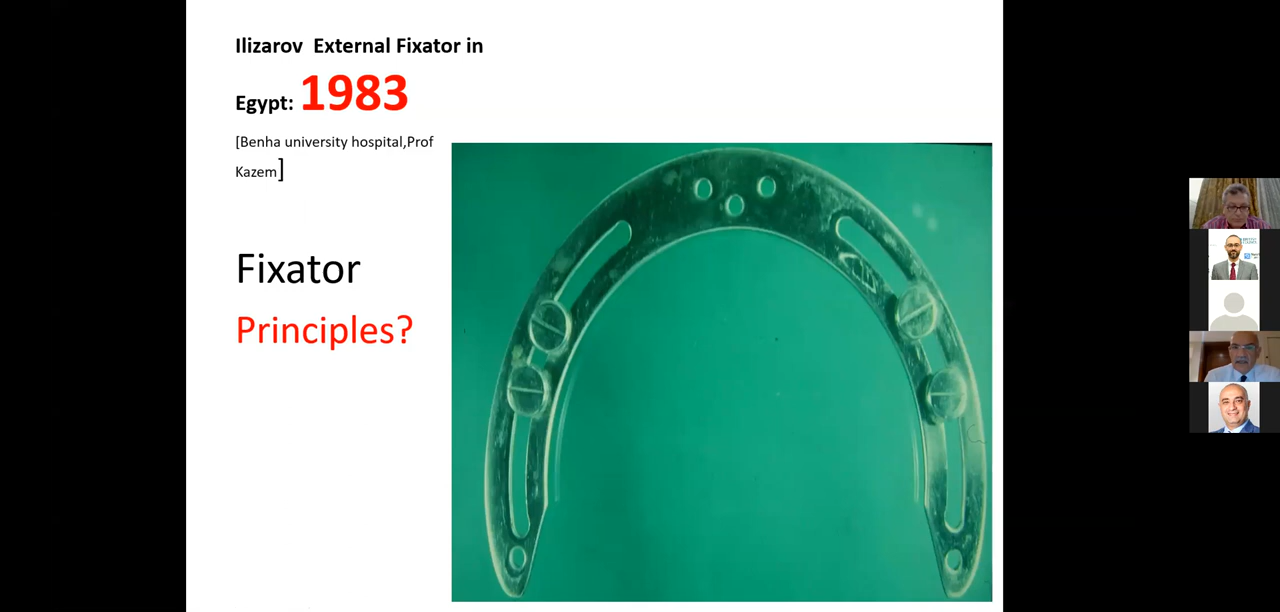 Ilizarov External Fixator in
Egypt: 1983
[Benha university hospital,Prof
Kazem]
Fixator
Principles?